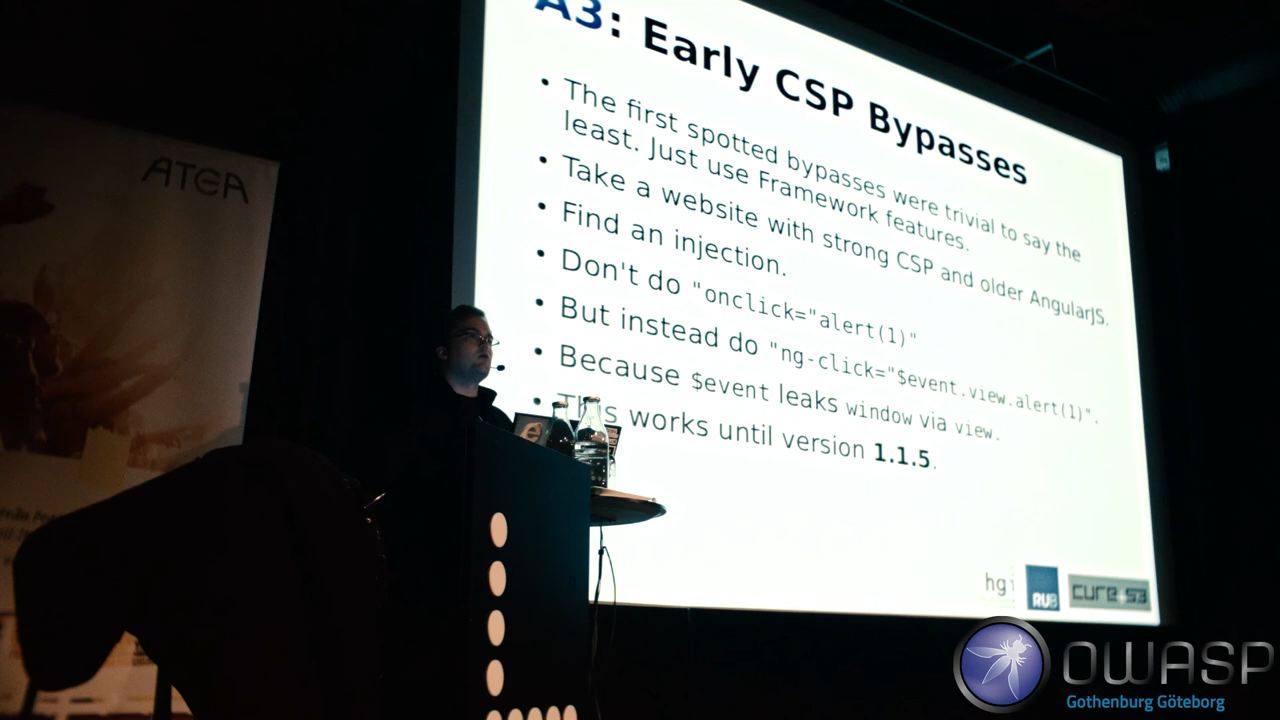 A3: Early CSP Bypasses
• The first spotted bypasses were trivial to say the
least. Just use Framework features.
• Take a website with strong CSP and older AngularJS.
• Find an injection.
• Don't do "onclick="alert(1)"
• But instead do "ng-click="$event.view.alert(1)".
• Because $event leaks window via view.
• This works until version 1.1.5.
ATEA
hgi
RUB
cure53
OWASP
Gothenburg Göteborg